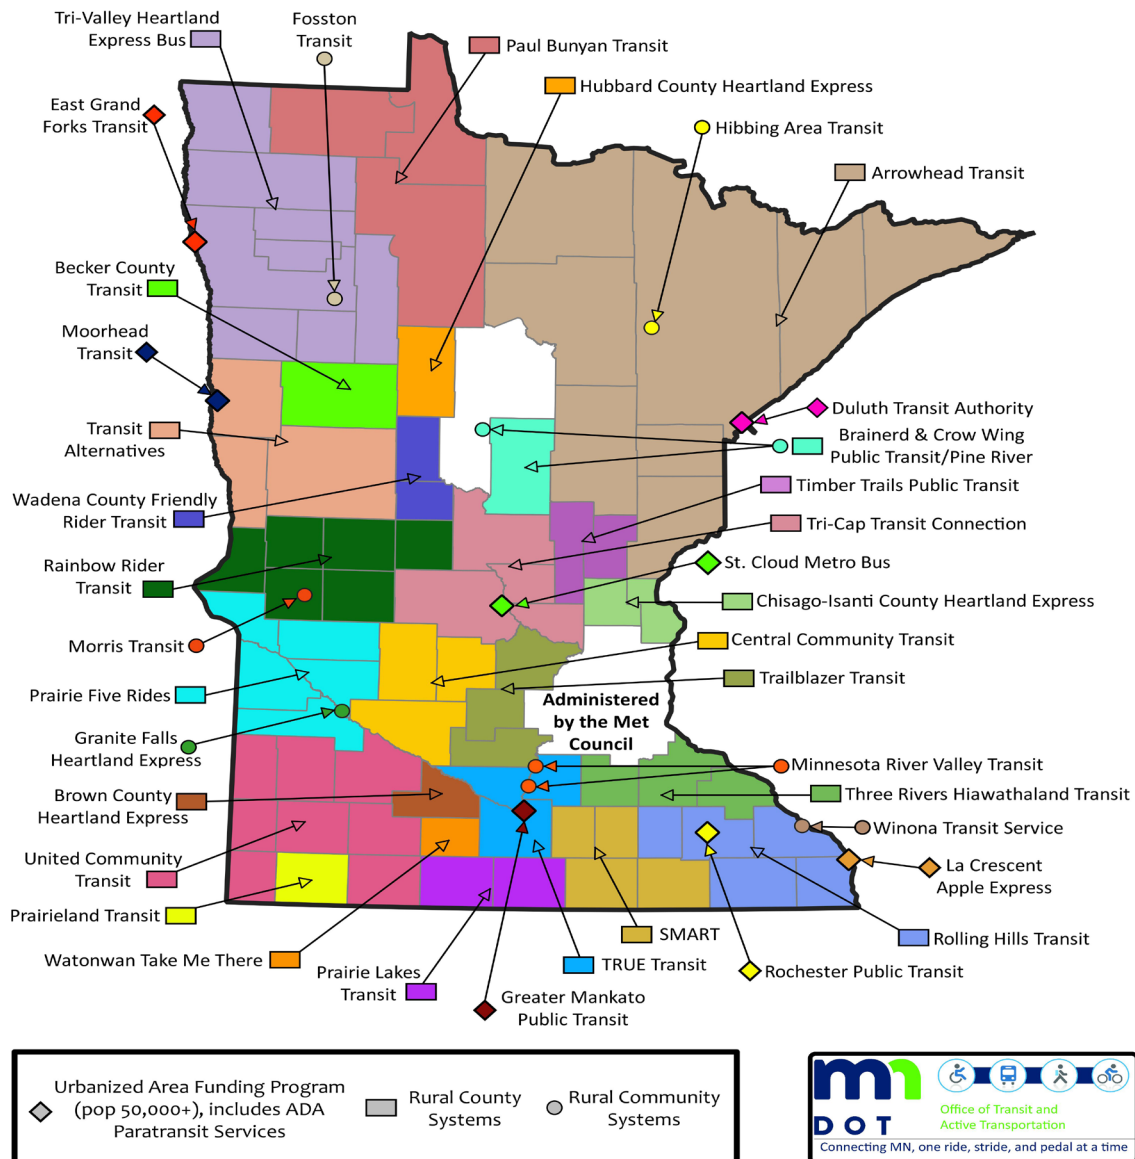 Tri-Valley Heartland
Express Bus
Fosston
Transit
Paul Bunyan Transit
Hubbard County Heartland Express
East Grand
Forks Transit
Hibbing Area Transit
Arrowhead Transit
Becker County
Transit
Moorhead
Transit
Duluth Transit Authority
Transit
Alternatives
Brainerd & Crow Wing
Public Transit/Pine River
Timber Trails Public Transit
Wadena County Friendly
Rider Transit
Tri-Cap Transit Connection
Rainbow Rider
Transit
St. Cloud Metro Bus
Chisago-Isanti County Heartland Express
Morris Transit
Central Community Transit
Prairie Five Rides
Trailblazer Transit
Administered
by the Met
Council
Granite Falls
Heartland Express
Minnesota River Valley Transit
Brown County
Heartland Express
Three Rivers Hiawathaland Transit
Winona Transit Service
United Community
Transit
La Crescent
Apple Express
Prairieland Transit
SMART
Rolling Hills Transit
Watonwan Take Me There
TRUE Transit
Rochester Public Transit
Prairie Lakes
Transit
Greater Mankato
Public Transit
Urbanized Area Funding Program
(pop 50,000+), includes ADA
Paratransit Services
Rural County
Systems
Rural Community
Systems
mn
DOT
Office of Transit and
Active Transportation
Connecting MN, one ride, stride, and pedal at a time